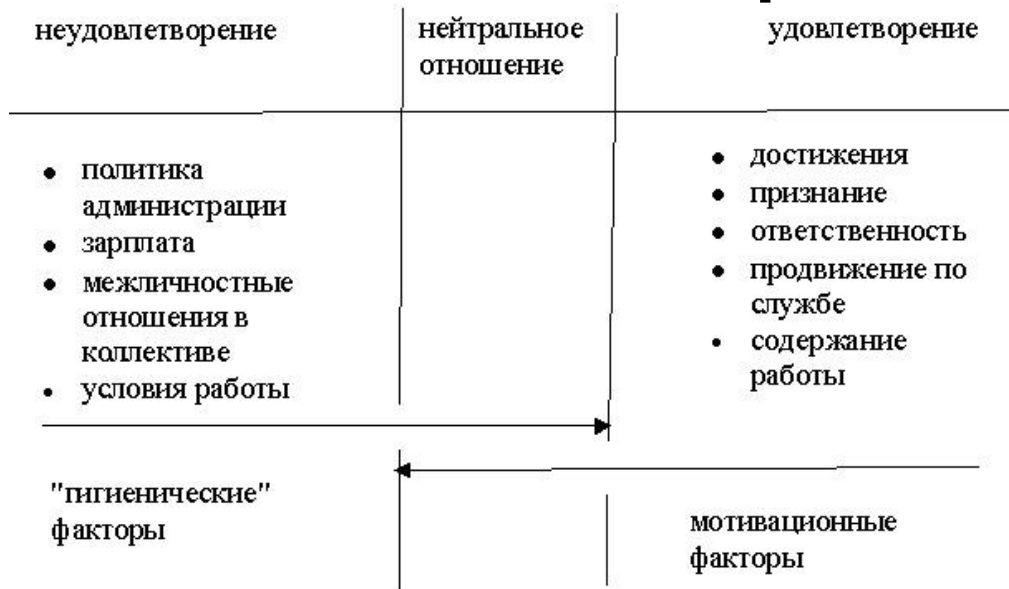 неудовлетворение
нейтральное
отношение
удовлетворение
• политика
администрации
• зарплата
• межличностные
отношения в
коллективе
• условия работы
• достижения
• признание
• ответственность
• продвижение по
службе
• содержание
работы
"гигиенические"
факторы
мотивационные
факторы